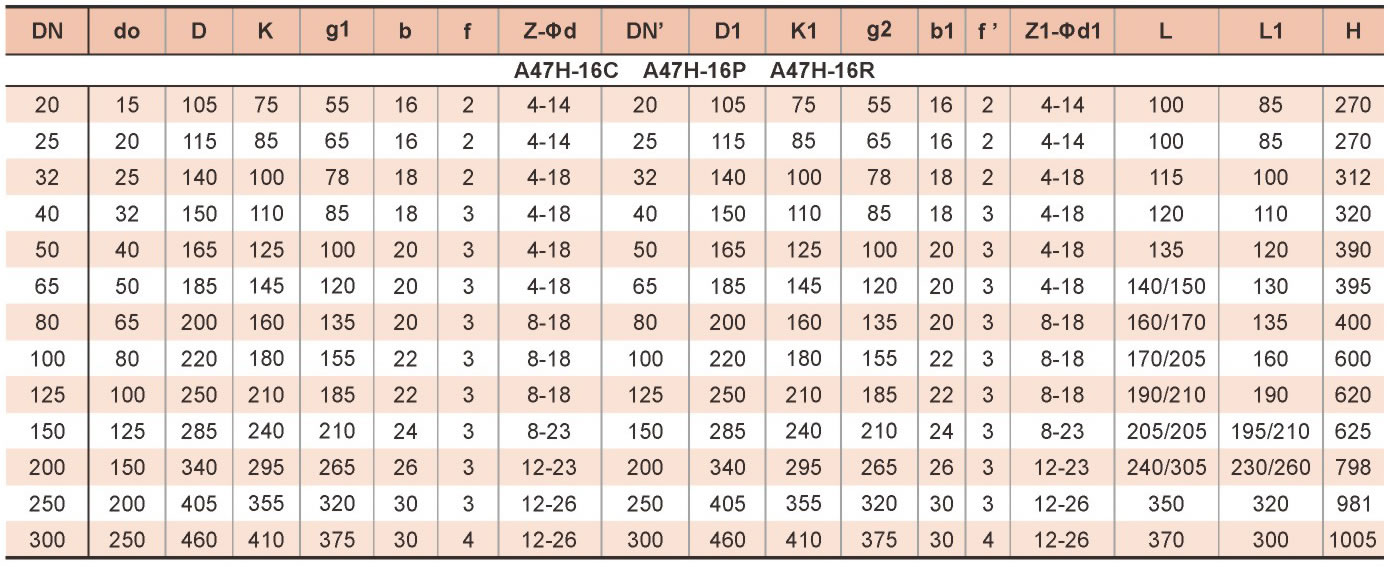 DN do D K g1 b f Z-Φd DN’ D1 K1 g2 b1 f ’ Z1-Φd1 L L1 H
A47H-16C A47H-16P A47H-16R
20 15 105 75 55 16 2 4-14 20 105 75 55 16 2 4-14 100 85 270
25 20 115 85 65 16 2 4-14 25 115 85 65 16 2 4-14 100 85 270
32 25 140 100 78 18 2 4-18 32 140 100 78 18 2 4-18 115 100 312
40 32 150 110 85 18 3 4-18 40 150 110 85 18 3 4-18 120 110 320
50 40 165 125 100 20 3 4-18 50 165 125 100 20 3 4-18 135 120 390
65 50 185 145 120 20 3 4-18 65 185 145 120 20 3 4-18 140/150 130 395
80 65 200 160 135 20 3 8-18 80 200 160 135 20 3 8-18 160/170 135 400
100 80 220 180 155 22 3 8-18 100 220 180 155 22 3 8-18 170/205 160 600
125 100 250 210 185 22 3 8-18 125 250 210 185 22 3 8-18 190/210 190 620
150 125 285 240 210 24 3 8-23 150 285 240 210 24 3 8-23 205/205 195/210 625
200 150 340 295 265 26 3 12-23 200 340 295 265 26 3 12-23 240/305 230/260 798
250 200 405 355 320 30 3 12-26 250 405 355 320 30 3 12-26 350 320 981
300 250 460 410 375 30 4 12-26 300 460 410 375 30 4 12-26 370 300 1005